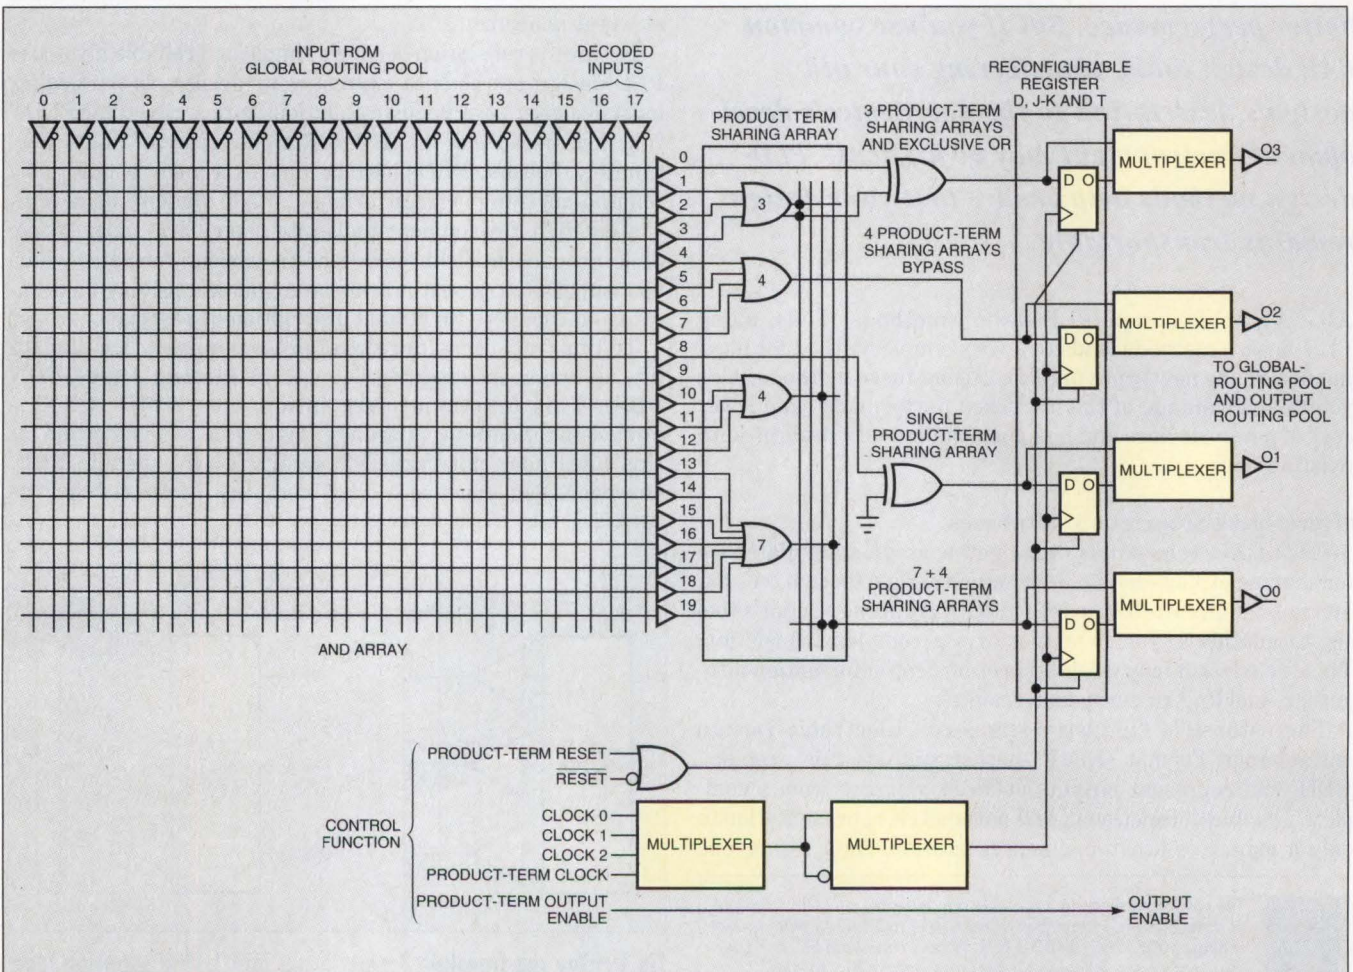 INPUT ROM
GLOBAL ROUTING POOL
DECODED
INPUTS
0 1 2 3 4 5 6 7 8 9 10 11 12 13 14 15 16 17
PRODUCT TERM
SHARING ARRAY
3 PRODUCT-TERM
SHARING ARRAYS
AND EXCLUSIVE OR
RECONFIGURABLE
REGISTER
D, J-K AND T
0
1
2
3
4
5
6
7
8
9
10
11
12
13
14
15
16
17
18
19
3
4
4
7
4 PRODUCT-TERM
SHARING ARRAYS
BYPASS
SINGLE
PRODUCT-TERM
SHARING ARRAY
7 + 4
PRODUCT-TERM
SHARING ARRAYS
D O
MULTIPLEXER
O3
D O
MULTIPLEXER
O2
TO GLOBAL-
ROUTING POOL
AND OUTPUT
ROUTING POOL
D O
MULTIPLEXER
O1
D O
MULTIPLEXER
O0
AND ARRAY
CONTROL
FUNCTION
PRODUCT-TERM RESET
RESET
CLOCK 0
CLOCK 1
CLOCK 2
PRODUCT-TERM CLOCK
MULTIPLEXER
MULTIPLEXER
PRODUCT-TERM OUTPUT
ENABLE
OUTPUT
ENABLE